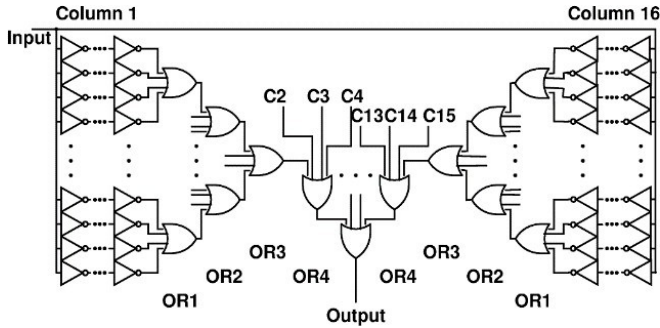 Column 1
Column 16
Input
C2
C3
C4
C13
C14
C15
OR3
OR3
OR2
OR4
OR4
OR2
OR1
OR1
Output